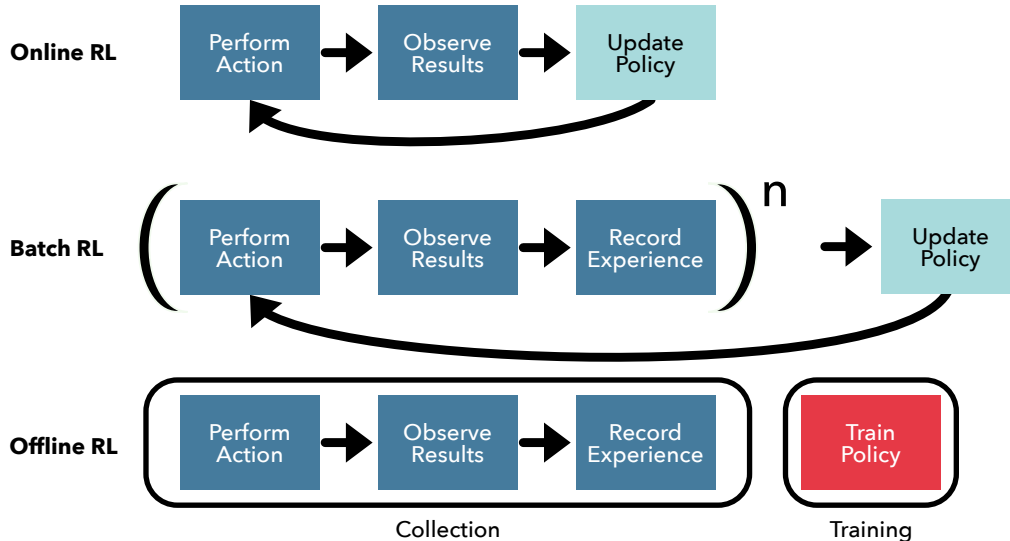 Online RL
Perform
Action
Observe
Results
Update
Policy
Batch RL
Perform
Action
Observe
Results
Record
Experience
n
Update
Policy
Offline RL
Perform
Action
Observe
Results
Record
Experience
Train
Policy
Collection
Training